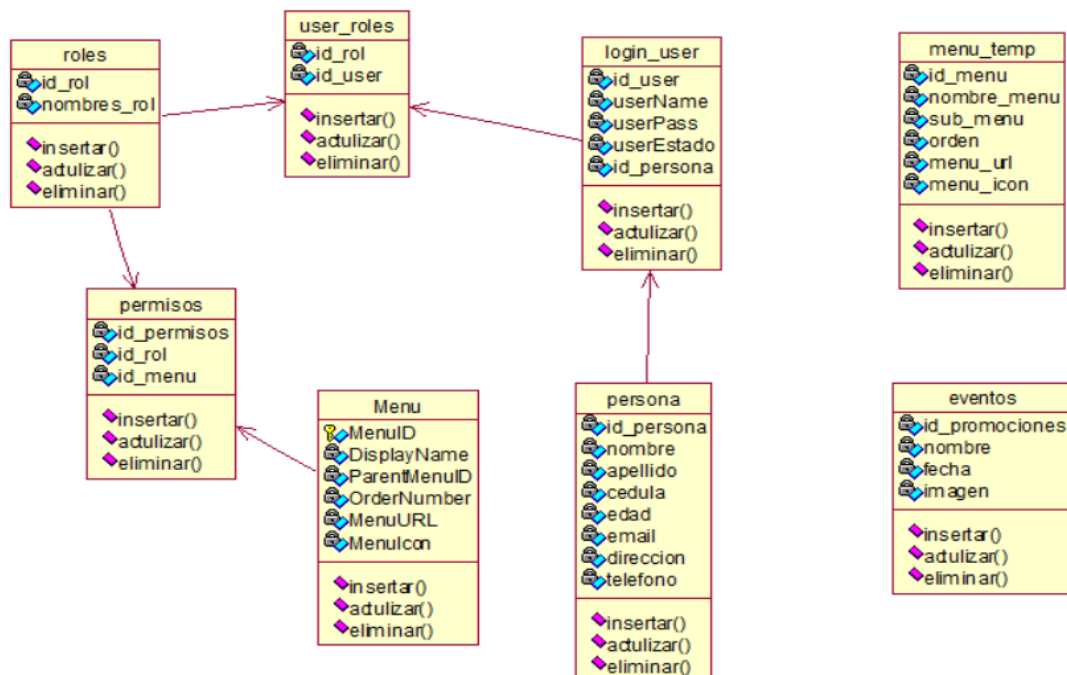 roles
id_rol
nombres_rol
insertar()
actulizar()
eliminar()
user_roles
id_rol
id_user
insertar()
actulizar()
eliminar()
login_user
id_user
userName
userPass
userEstado
id_persona
insertar()
actulizar()
eliminar()
menu_temp
id_menu
nombre_menu
sub_menu
orden
menu_url
menu_icon
insertar()
actulizar()
eliminar()
permisos
id_permisos
id_rol
id_menu
insertar()
actulizar()
eliminar()
Menu
MenuID
DisplayName
ParentMenuID
OrderNumber
MenuURL
MenuIcon
insertar()
actulizar()
eliminar()
persona
id_persona
nombre
apellido
cedula
edad
email
direccion
telefono
insertar()
actulizar()
eliminar()
eventos
id_promociones
nombre
fecha
imagen
insertar()
actulizar()
eliminar()